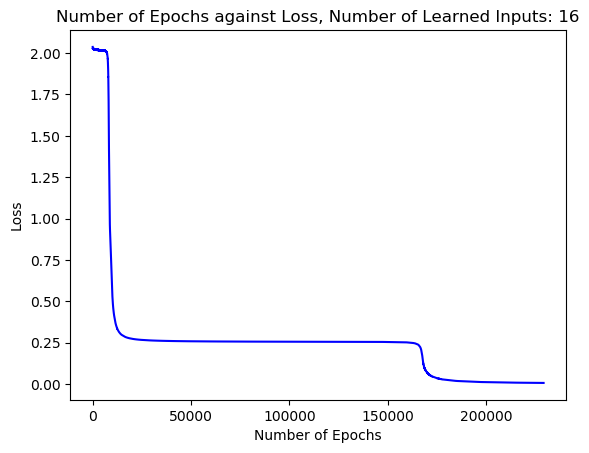 Number of Epochs against Loss, Number of Learned Inputs: 16
2.00
1.75
1.50
1.25
1.00
0.75
0.50
0.25
0.00
Loss
0 50000 100000 150000 200000
Number of Epochs